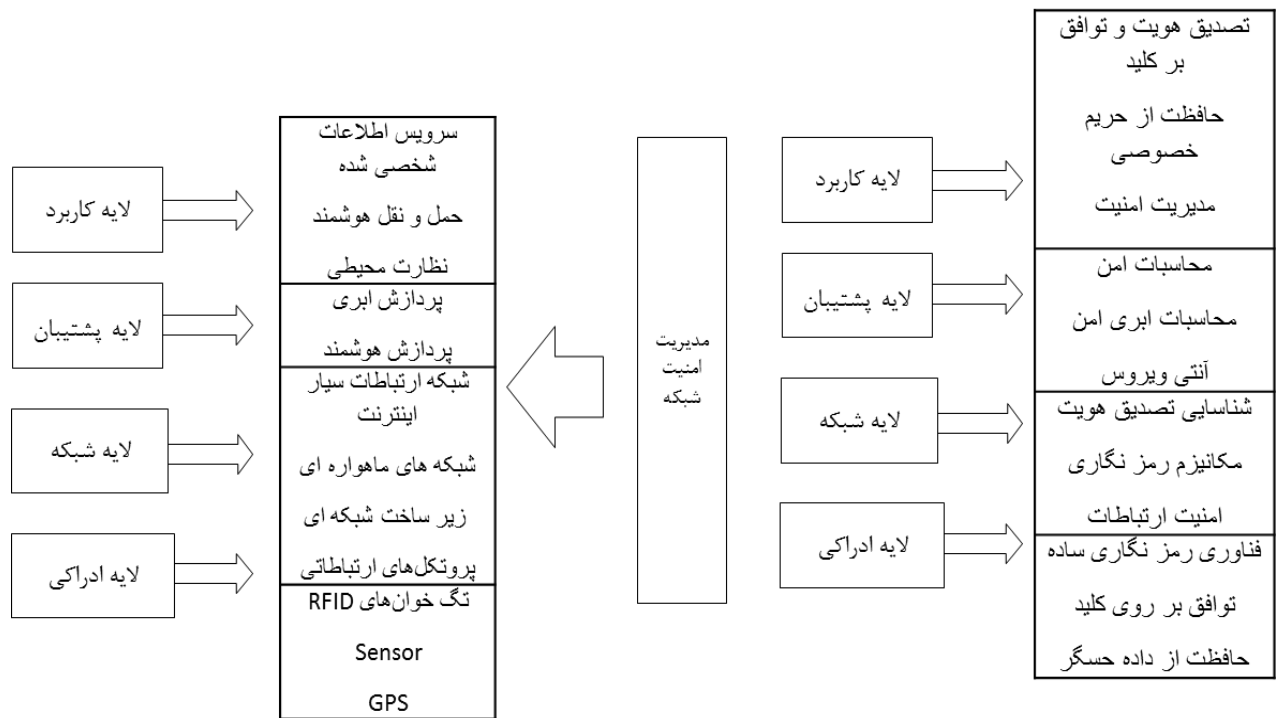 تصدیق هویت و توافق
بر کلید
حافظت از حریم
خصوصی
مدیریت امنیت
محاسبات امن
محاسبات ابری امن
آنتی ویروس
شناسایی تصدیق هویت
مکانیزم رمز نگاری
امنیت ارتباطات
فناوری رمز نگاری ساده
توافق بر روی کلید
حافظت از داده حسگر
لایه کاربرد
لایه پشتیبان
لایه شبکه
لایه ادراکی
مدیریت
امنیت
شبکه
سرویس اطلاعات
شخصی شده
حمل و نقل هوشمند
نظارت محیطی
پردازش ابری
پردازش هوشمند
شبکه ارتباطات سیار
اینترنت
شبکه های ماهواره ای
زیر ساخت شبکه ای
پروتکل‌های ارتباطاتی
تگ خوان‌های RFID
Sensor
GPS
لایه کاربرد
لایه پشتیبان
لایه شبکه
لایه ادراکی